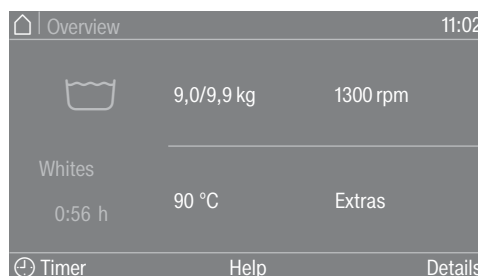 Overview 11:02
9,0/9,9 kg 1300 rpm
Whites
0:56 h
90 °C Extras
Timer Help Details